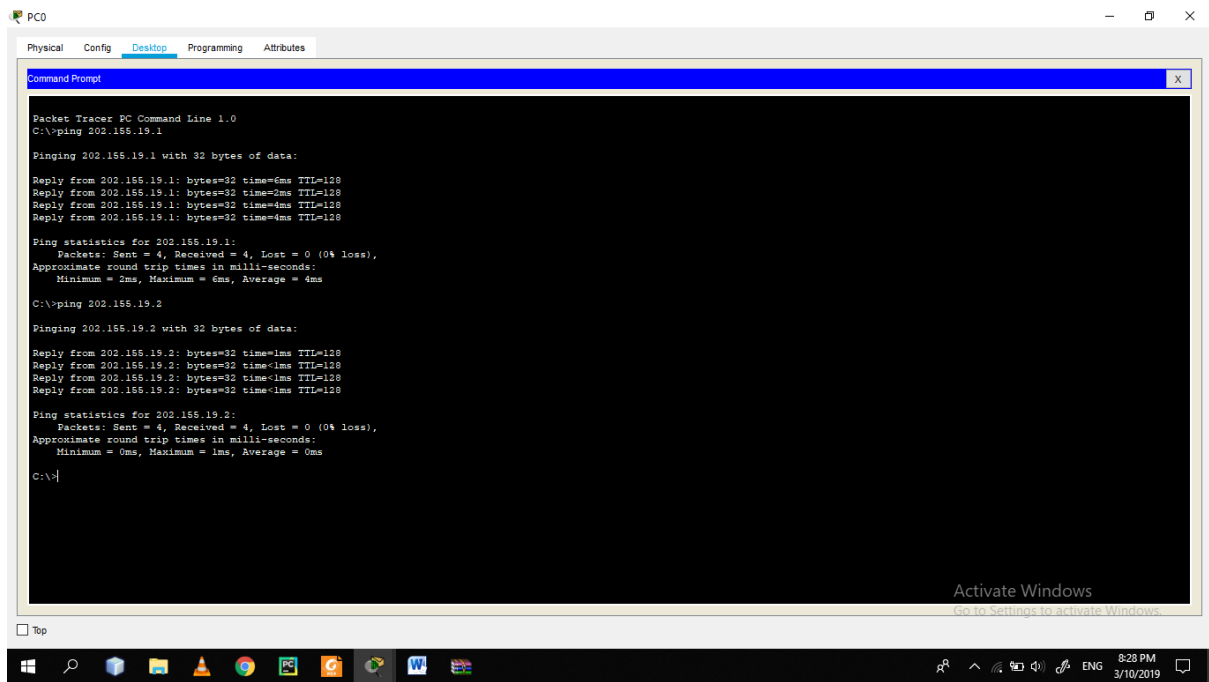 PC0
Physical Config Desktop Programming Attributes
Command Prompt
X
Packet Tracer PC Command Line 1.0
C:\>ping 202.155.19.1
Pinging 202.155.19.1 with 32 bytes of data:
Reply from 202.155.19.1: bytes=32 time=6ms TTL=128
Reply from 202.155.19.1: bytes=32 time=2ms TTL=128
Reply from 202.155.19.1: bytes=32 time=4ms TTL=128
Reply from 202.155.19.1: bytes=32 time=4ms TTL=128
Ping statistics for 202.155.19.1:
Packets: Sent = 4, Received = 4, Lost = 0 (0% loss),
Approximate round trip times in milli-seconds:
Minimum = 2ms, Maximum = 6ms, Average = 4ms
C:\>ping 202.155.19.2
Pinging 202.155.19.2 with 32 bytes of data:
Reply from 202.155.19.2: bytes=32 time=1ms TTL=128
Reply from 202.155.19.2: bytes=32 time<1ms TTL=128
Reply from 202.155.19.2: bytes=32 time<1ms TTL=128
Reply from 202.155.19.2: bytes=32 time<1ms TTL=128
Ping statistics for 202.155.19.2:
Packets: Sent = 4, Received = 4, Lost = 0 (0% loss),
Approximate round trip times in milli-seconds:
Minimum = 0ms, Maximum = 1ms, Average = 0ms
C:\>
Activate Windows
Go to Settings to activate Windows.
Top
ENG
8:28 PM
3/10/2019